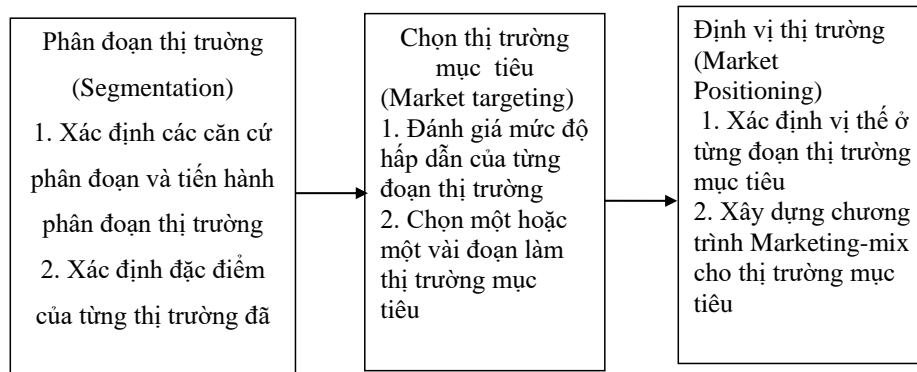 Phân đoạn thị truờng
(Segmentation)
1. Xác định các căn cứ
phân đoạn và tiến hành
phân đoạn thị trường
2. Xác định đặc điểm
của từng thị trường đã
Chọn thị trường
mục tiêu
(Market targeting)
1. Đánh giá mức độ
hấp dẫn của từng
đoạn thị trường
2. Chọn một hoặc
một vài đoạn làm
thị trường mục
tiêu
Định vị thị trường
(Market
Positioning)
1. Xác định vị thế ở
từng đoạn thị trường
mục tiêu
2. Xây dựng chương
trình Marketing-mix
cho thị trường mục
tiêu